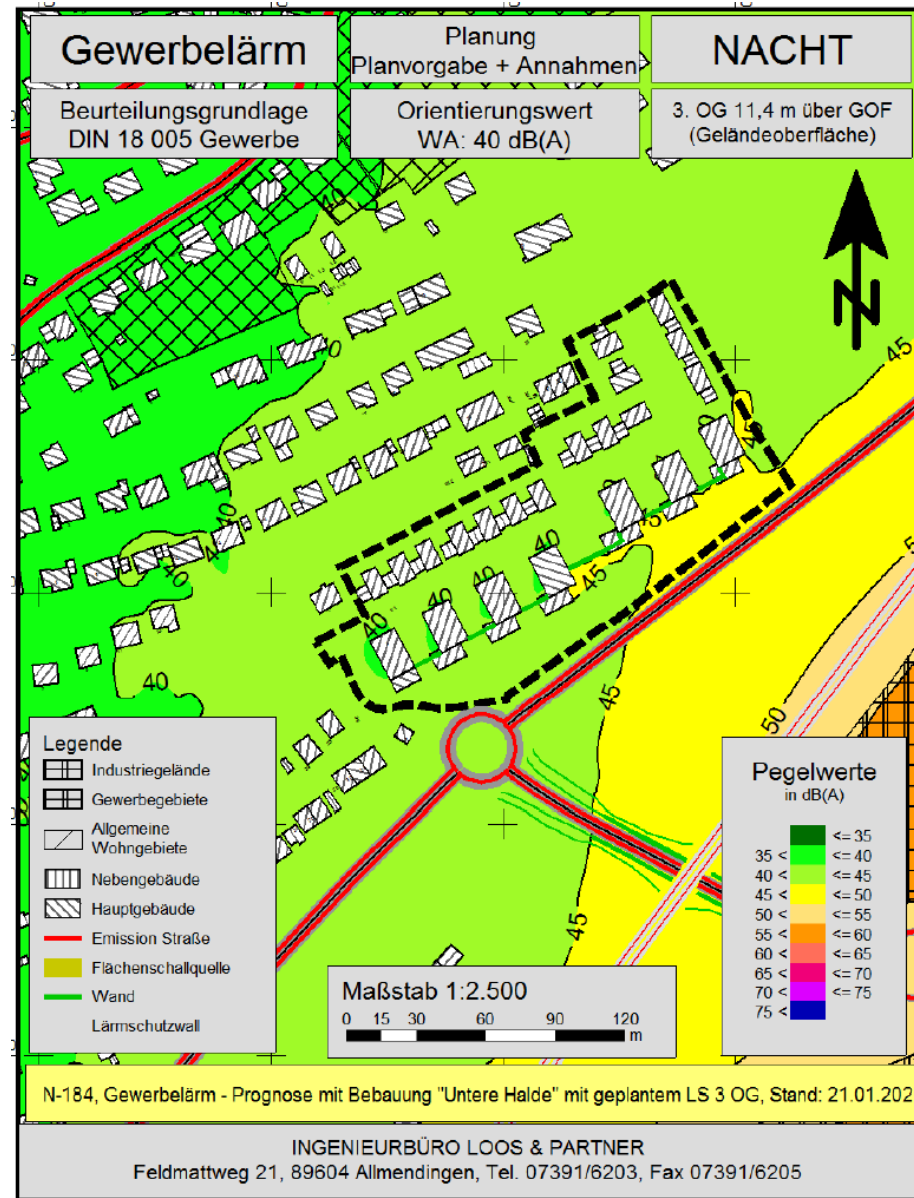 Gewerbelärm
Planung
Planvorgabe + Annahmen
NACHT
Beurteilungsgrundlage
DIN 18 005 Gewerbe
Orientierungswert
WA: 40 dB(A)
3. OG 11,4 m über GOF
(Geländeoberfläche)
N
40
40
45
40
45
45
40
40
40
40
40
40
40
45
45
45
50
45
Legende
Industriegelände
Gewerbegebiete
Allgemeine
Wohngebiete
Nebengebäude
Hauptgebäude
Emission Straße
Flächenschallquelle
Wand
Lärmschutzwall
Pegelwerte
in dB(A)
<= 35
35 < <= 40
40 < <= 45
45 < <= 50
50 < <= 55
55 < <= 60
60 < <= 65
65 < <= 70
70 < <= 75
75 <
Maßstab 1:2.500
0 15 30 60 90 120
m
N-184, Gewerbelärm - Prognose mit Bebauung "Untere Halde" mit geplantem LS 3 OG, Stand: 21.01.202
INGENIEURBÜRO LOOS & PARTNER
Feldmattweg 21, 89604 Allmendingen, Tel. 07391/6203, Fax 07391/6205